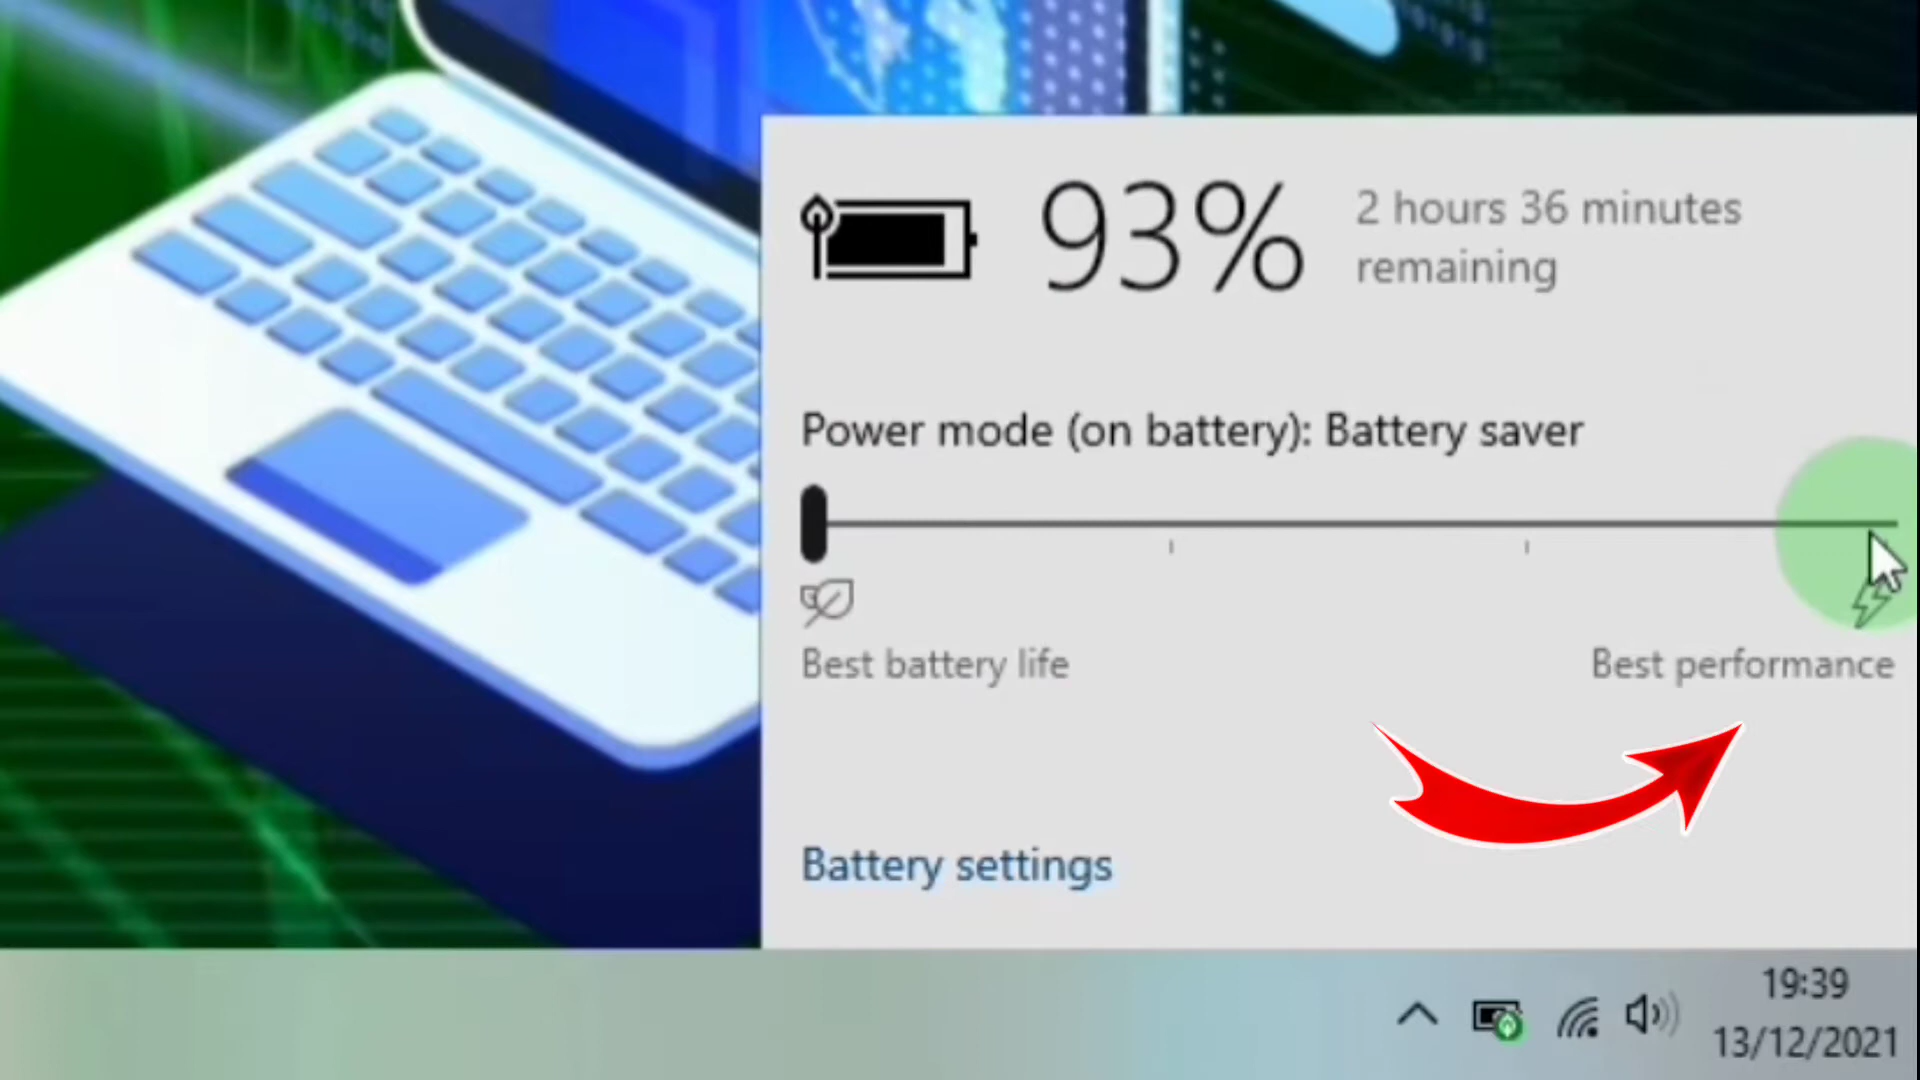 93%
2 hours 36 minutes
remaining
Power mode (on battery): Battery saver
Best battery life
Best performance
Battery settings
19:39
13/12/2021